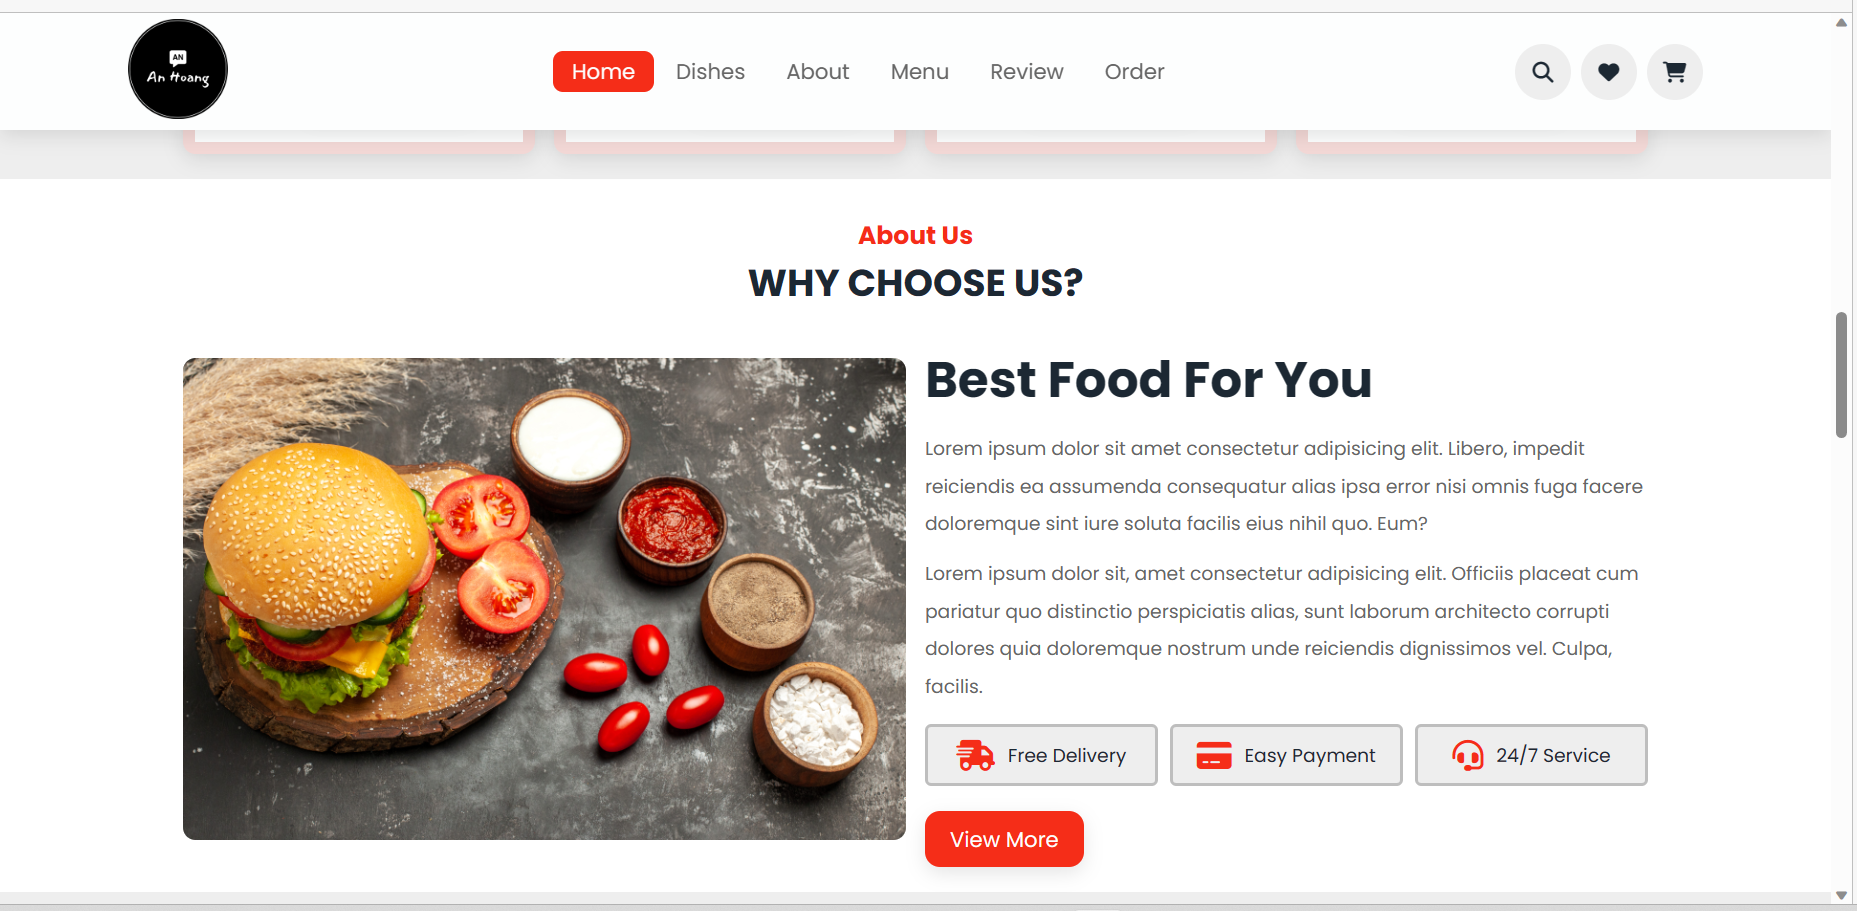 AN
An Hoang
Home Dishes About Menu Review Order
About Us
WHY CHOOSE US?
Best Food For You
Lorem ipsum dolor sit amet consectetur adipisicing elit. Libero, impedit
reiciendis ea assumenda consequatur alias ipsa error nisi omnis fuga facere
doloremque sint iure soluta facilis eius nihil quo. Eum?
Lorem ipsum dolor sit, amet consectetur adipisicing elit. Officiis placeat cum
pariatur quo distinctio perspiciatis alias, sunt laborum architecto corrupti
dolores quia doloremque nostrum unde reiciendis dignissimos vel. Culpa,
facilis.
Free Delivery Easy Payment 24/7 Service
View More